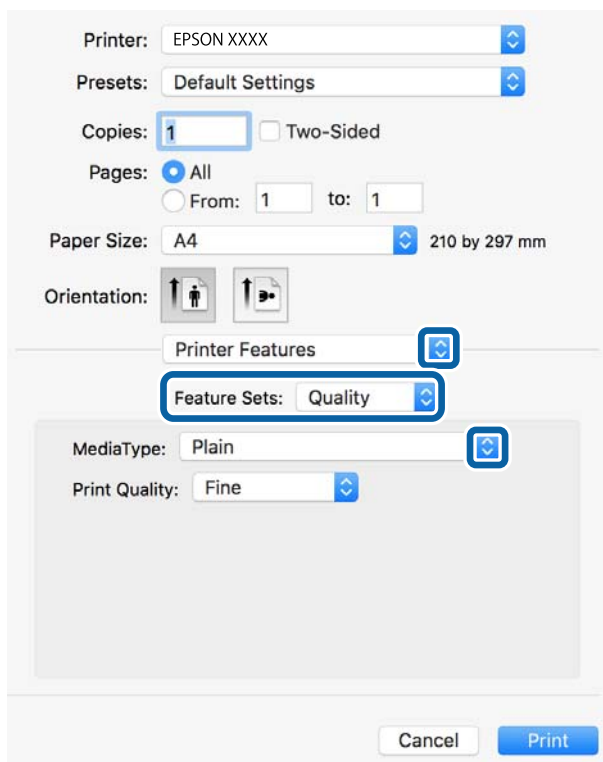 Printer: EPSON XXXX
Presets: Default Settings
Copies: 1 Two-Sided
Pages: All
From: 1 to: 1
Paper Size: A4 210 by 297 mm
Orientation:
Printer Features
Feature Sets: Quality
MediaType: Plain
Print Quality: Fine
Cancel Print